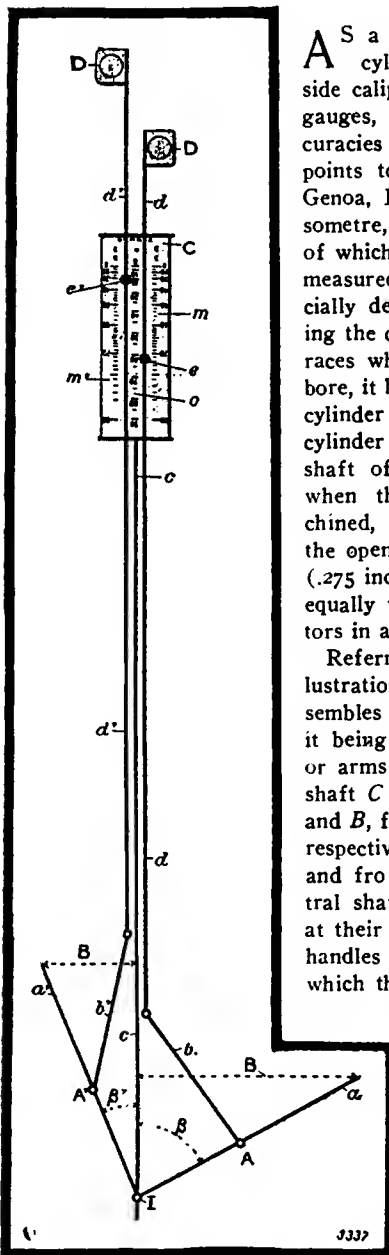 AS a
cyl
side calip
gauges,
curacies
points to
Genoa, I
sometre,
of which
measured
cially de
ing the c
races wh
bore, it b
cylinder
cylinder
shaft of
when th
chined,
the open
(.275 inc
equally
tors in a
Referr
lustration
sembles
it being
or arms
shaft C
and B, f
respective
and fro
tral sha
at their
handles
which th
D
D
d'
d
C
e'
m
m'
e
o
c
d'
d
B
a'
b'
c
b
B
A'
β'
β
A
a
I
3337